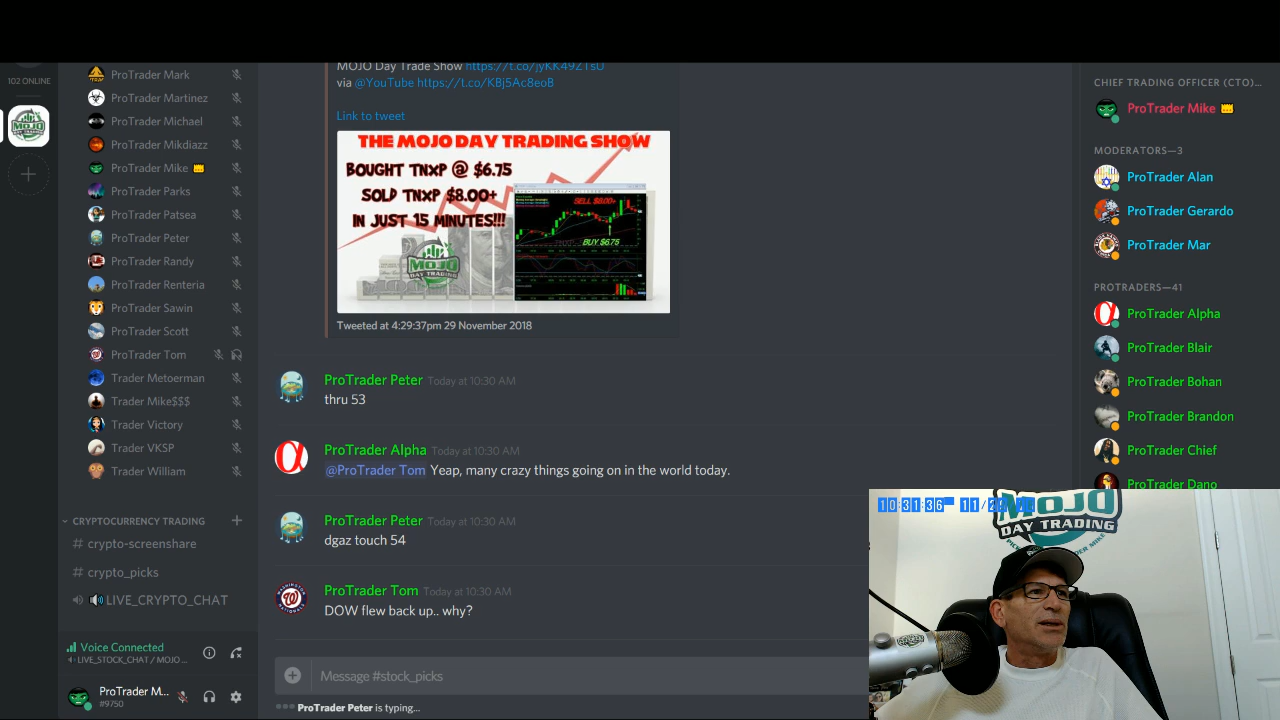 102 ONLINE
ProTrader Mark
ProTrader Martinez
ProTrader Michael
ProTrader Mikdiazz
ProTrader Mike
ProTrader Parks
ProTrader Patsea
ProTrader Peter
ProTrader Randy
ProTrader Renteria
ProTrader Sawin
ProTrader Scott
ProTrader Tom
Trader Metoerman
Trader Mike$$$
Trader Victory
Trader VKSP
Trader William
CRYPTOCURRENCY TRADING
# crypto-screenshare
# crypto_picks
LIVE_CRYPTO_CHAT
Voice Connected
LIVE_STOCK_CHAT / MOJO ...
ProTrader M...
#9750
MOJO Day Trade Show https://t.co/jyKK49ZTsU
via @YouTube https://t.co/KBj5Ac8eoB
Link to tweet
THE MOJO DAY TRADING SHOW
BOUGHT TNXP @ $6.75
SOLD TNXP $8.00+
IN JUST 15 MINUTES!!!
SELL $8.00+
BUY $6.75
MOJO
DAY TRADING
Tweeted at 4:29:37pm 29 November 2018
ProTrader Peter Today at 10:30 AM
thru 53
ProTrader Alpha Today at 10:30 AM
@ProTrader Tom Yeap, many crazy things going on in the world today.
ProTrader Peter Today at 10:30 AM
dgaz touch 54
ProTrader Tom Today at 10:30 AM
DOW flew back up.. why?
Message #stock_picks
ProTrader Peter is typing...
CHIEF TRADING OFFICER (CTO)...
ProTrader Mike
MODERATORS—3
ProTrader Alan
ProTrader Gerardo
ProTrader Mar
PROTRADERS—41
ProTrader Alpha
ProTrader Blair
ProTrader Bohan
ProTrader Brandon
ProTrader Chief
ProTrader Dano
10:31:36
MOJO
DAY TRADING